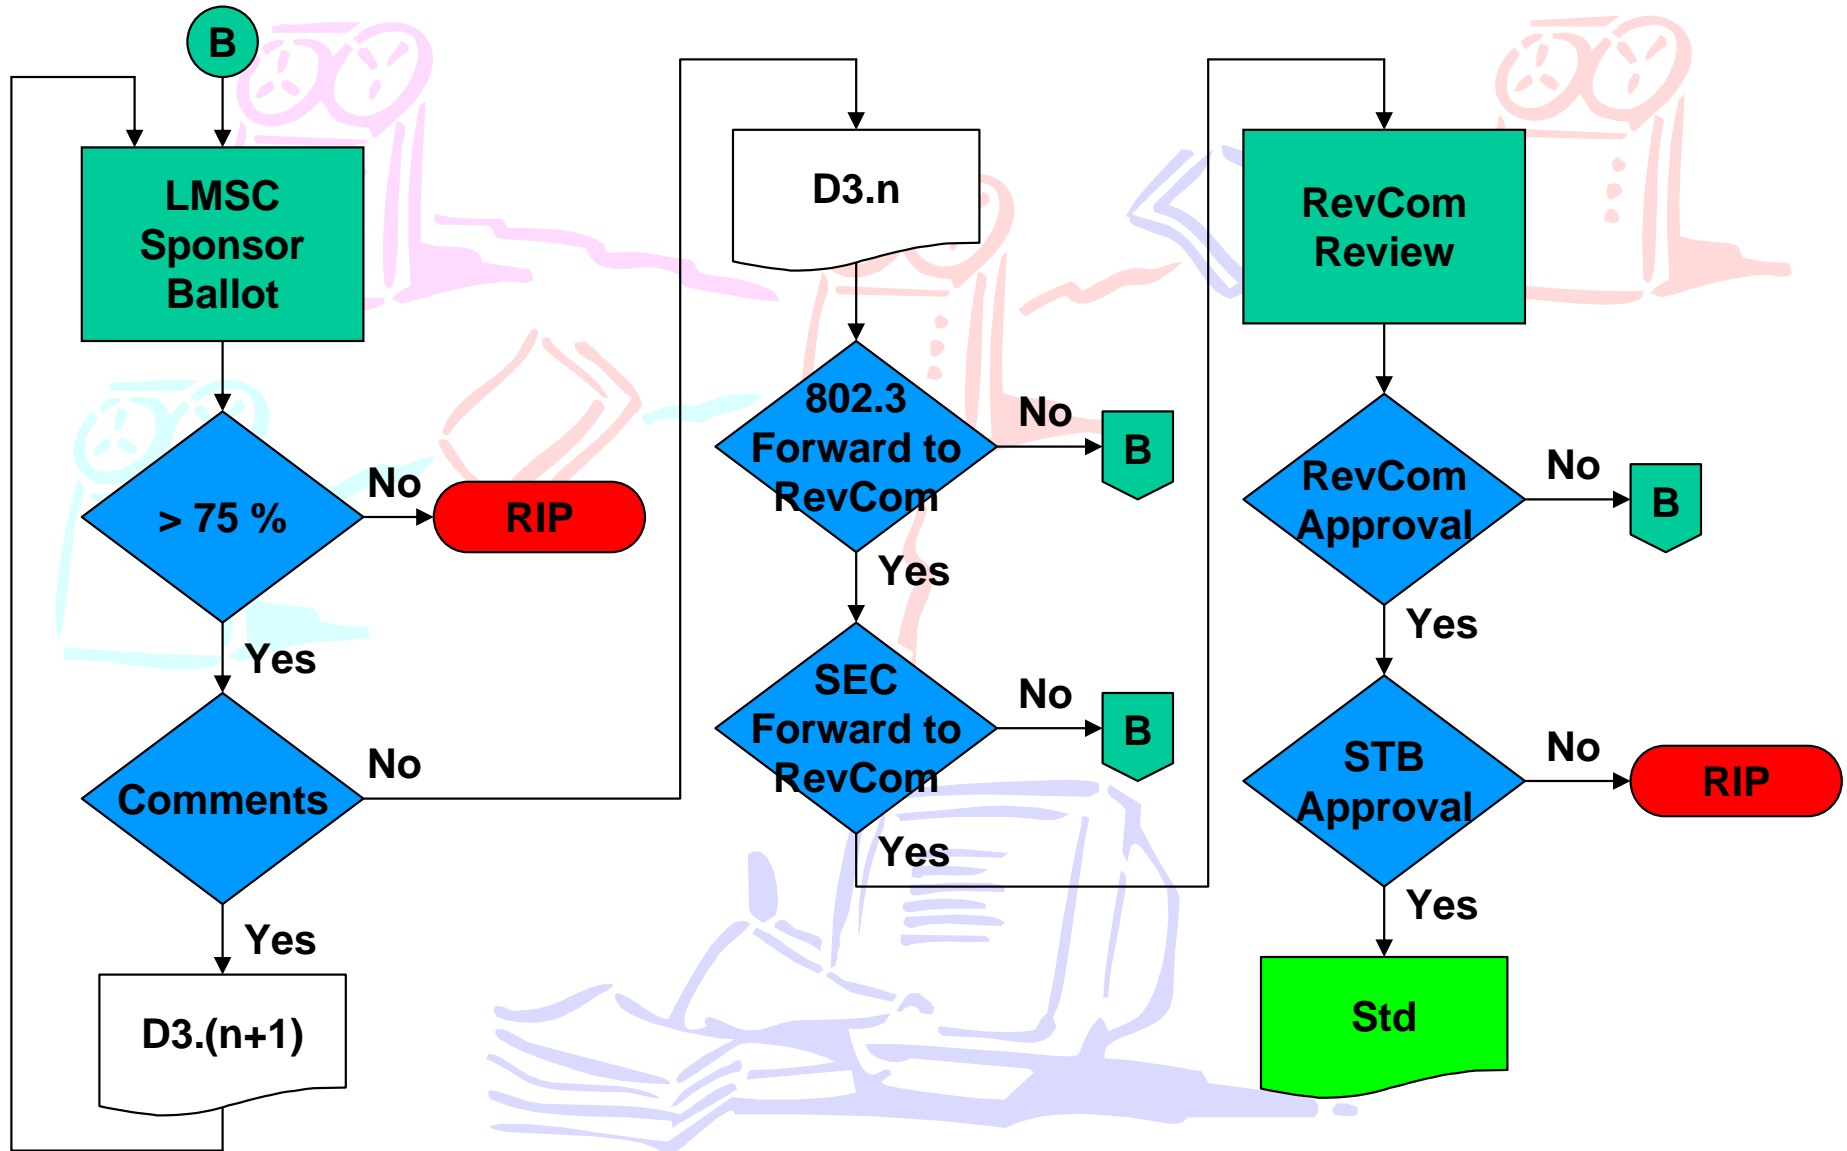 B
LMSC
Sponsor
Ballot
> 75 %
No
RIP
Yes
Comments
No
Yes
D3.(n+1)
D3.n
802.3
Forward to
RevCom
No
B
Yes
SEC
Forward to
RevCom
No
B
Yes
RevCom
Review
RevCom
Approval
No
B
Yes
STB
Approval
No
RIP
Yes
Std